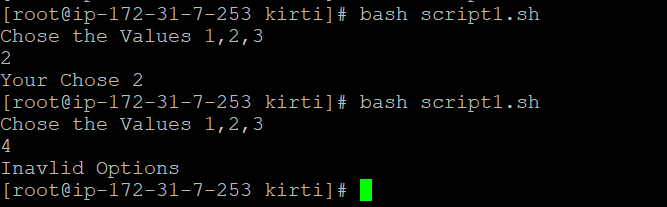 [root@ip-172-31-7-253 kirti]# bash script1.sh
Chose the Values 1,2,3
2
Your Chose 2
[root@ip-172-31-7-253 kirti]# bash script1.sh
Chose the Values 1,2,3
4
Inavlid Options
[root@ip-172-31-7-253 kirti]#